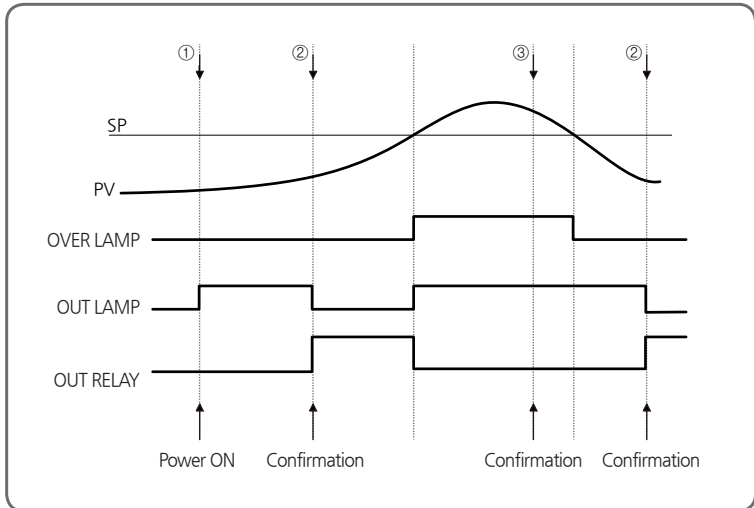 ① ② ③ ②
SP
PV
OVER LAMP
OUT LAMP
OUT RELAY
Power ON Confirmation Confirmation Confirmation